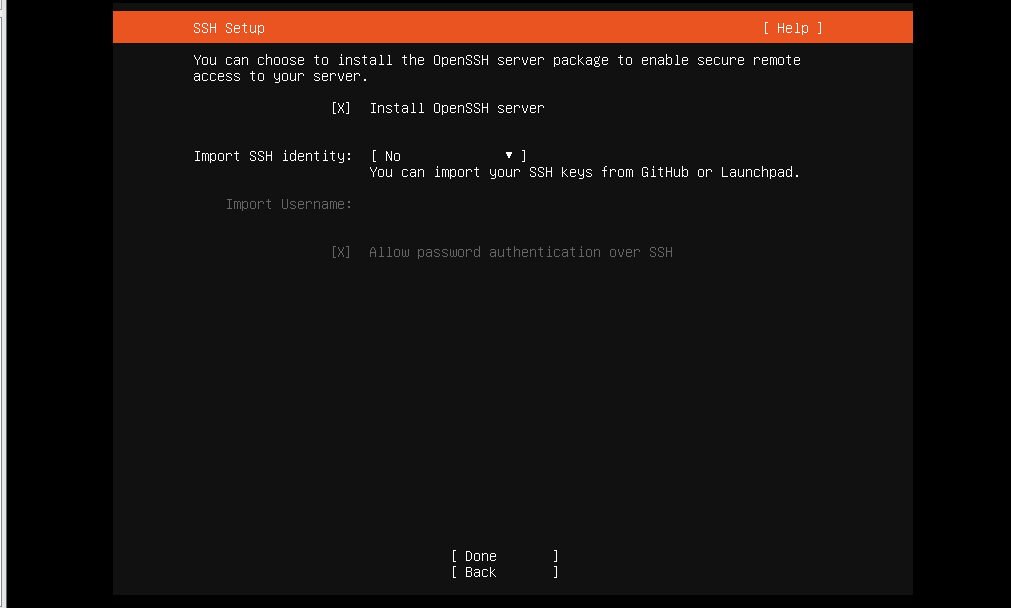 SSH Setup [ Help ]
You can choose to install the OpenSSH server package to enable secure remote
access to your server.
[X] Install OpenSSH server
Import SSH identity: [ No ▾ ]
You can import your SSH keys from GitHub or Launchpad.
Import Username:
[X] Allow password authentication over SSH
[ Done ]
[ Back ]